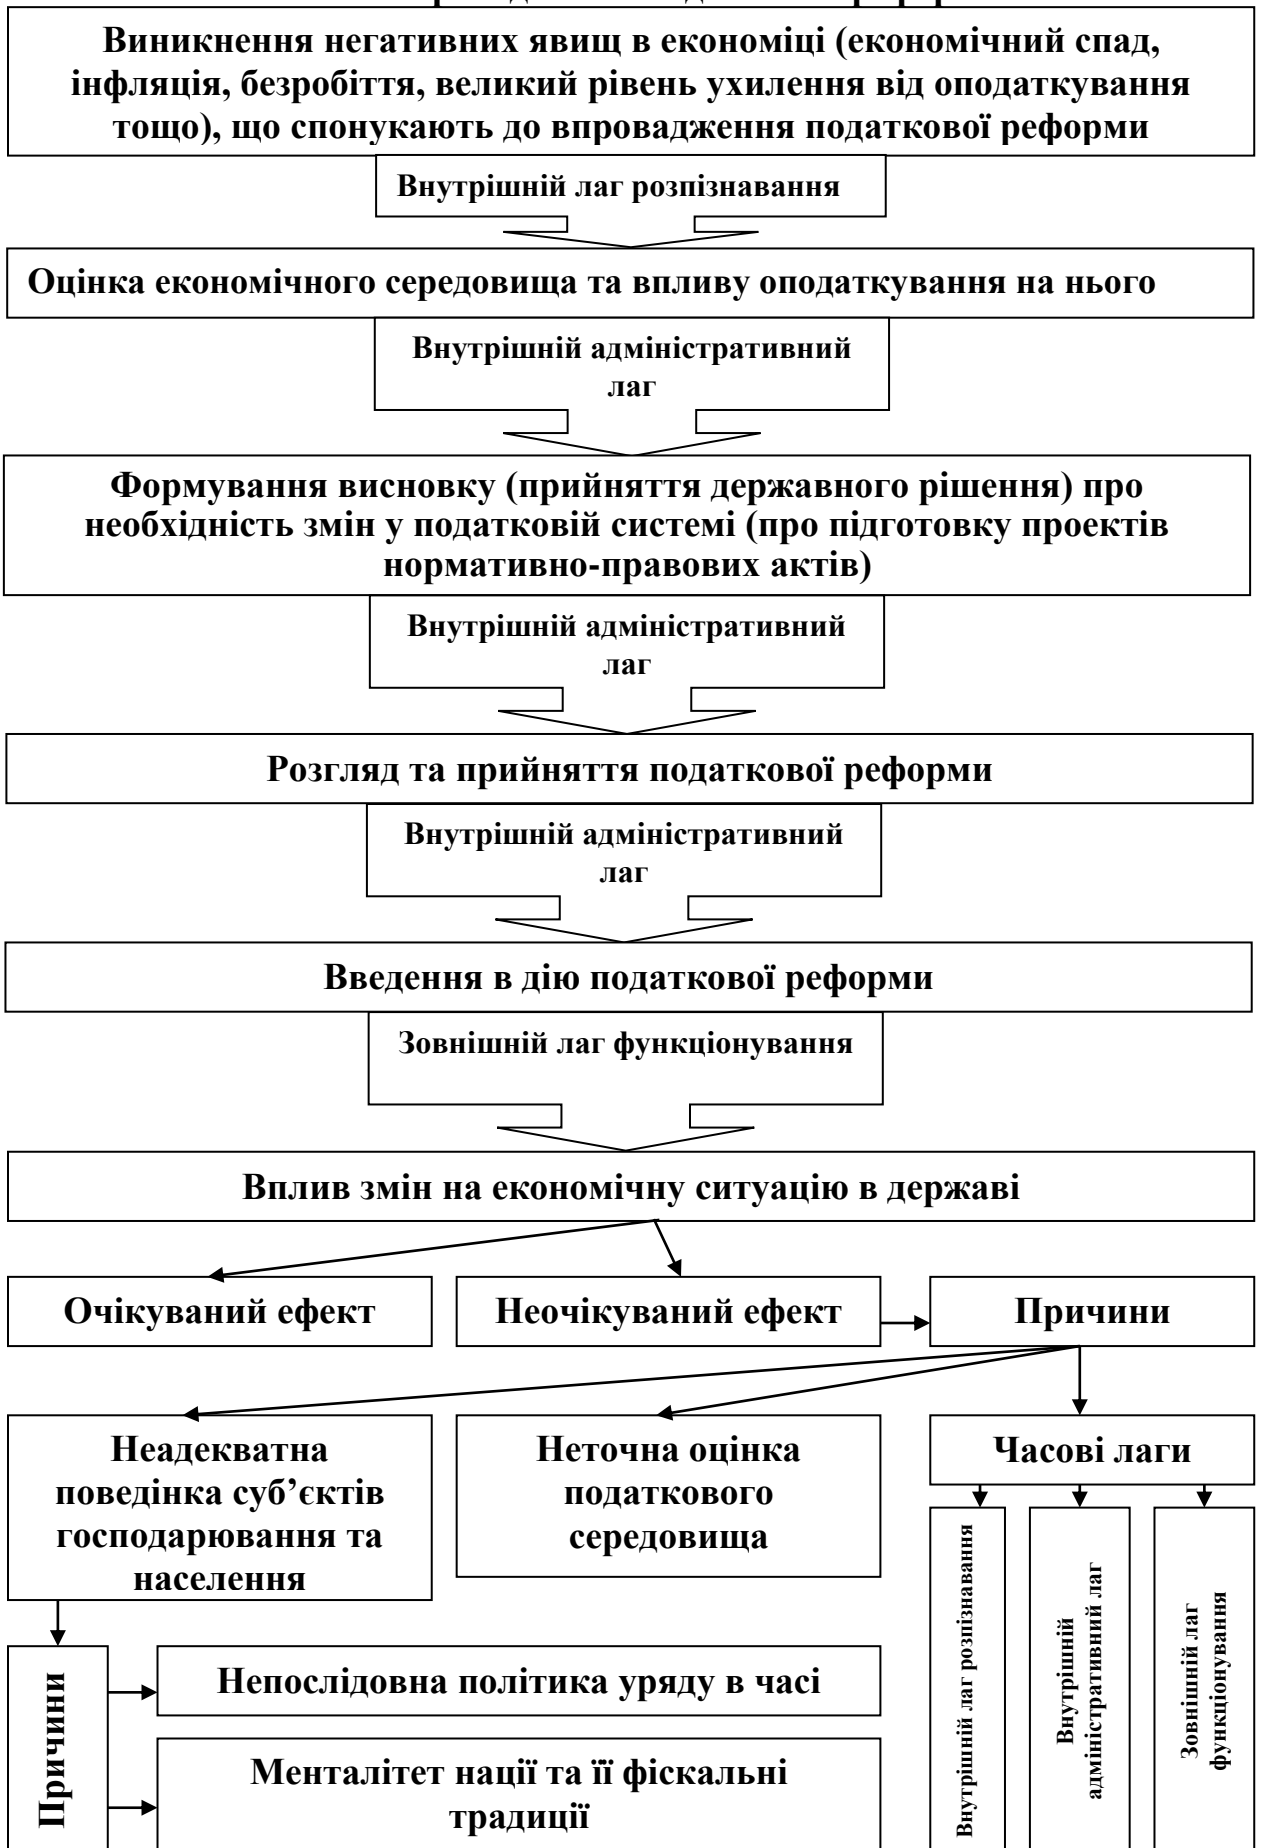 Виникнення негативних явищ в економіці (економічний спад,
інфляція, безробіття, великий рівень ухилення від оподаткування
тощо), що спонукають до впровадження податкової реформи
Внутрішній лаг розпізнавання
Оцінка економічного середовища та впливу оподаткування на нього
Внутрішній адміністративний
лаг
Формування висновку (прийняття державного рішення) про
необхідність змін у податковій системі (про підготовку проектів
нормативно-правових актів)
Внутрішній адміністративний
лаг
Розгляд та прийняття податкової реформи
Внутрішній адміністративний
лаг
Введення в дію податкової реформи
Зовнішній лаг функціонування
Вплив змін на економічну ситуацію в державі
Очікуваний ефект
Неочікуваний ефект
Причини
Неадекватна
поведінка суб’єктів
господарювання та
населення
Неточна оцінка
податкового
середовища
Часові лаги
Внутрішній лаг розпізнавання
Внутрішній
адміністративний лаг
Зовнішній лаг
функціонування
Причини
Непослідовна політика уряду в часі
Менталітет нації та її фіскальні
традиції